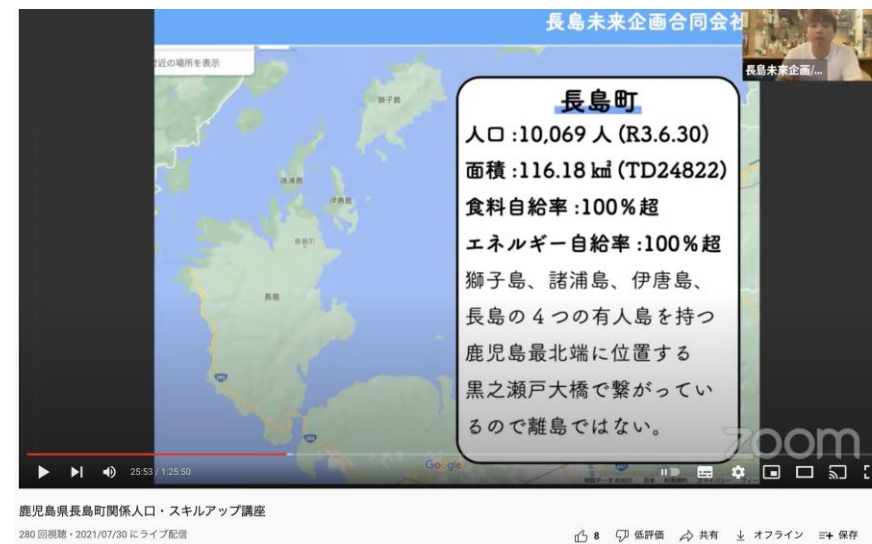 長島未来企画合同会社
近の場所を表示
長島未来企画/...
獅子島
諸浦島
伊唐島
長島町
長島
長島町
人口:10,069 人 (R3.6.30)
面積:116.18 ㎢ (TD24822)
食料自給率:100%超
エネルギー自給率:100%超
獅子島、諸浦島、伊唐島、
長島の４つの有人島を持つ
鹿児島最北端に位置する
黒之瀬戸大橋で繋がってい
るので離島ではない。
zoom
Google
25:53 / 1:25:50
鹿児島県長島町関係人口・スキルアップ講座
280 回視聴・2021/07/30 にライブ配信
8 低評価 共有 オフライン 保存